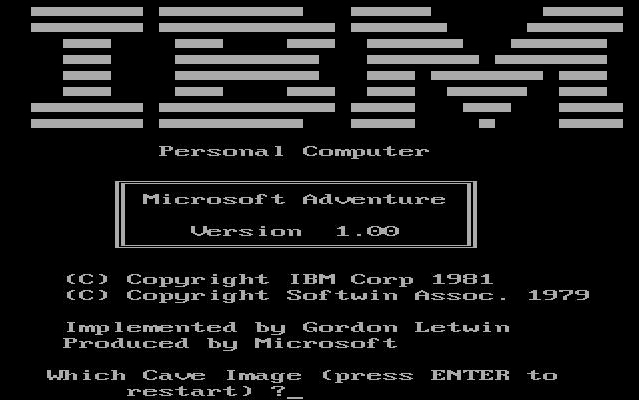 IBM
Personal Computer
Microsoft Adventure
Version 1.00
(C) Copyright IBM Corp 1981
(C) Copyright Softwin Assoc. 1979
Implemented by Gordon Letwin
Produced by Microsoft
Which Cave Image (press ENTER to
restart) ?_